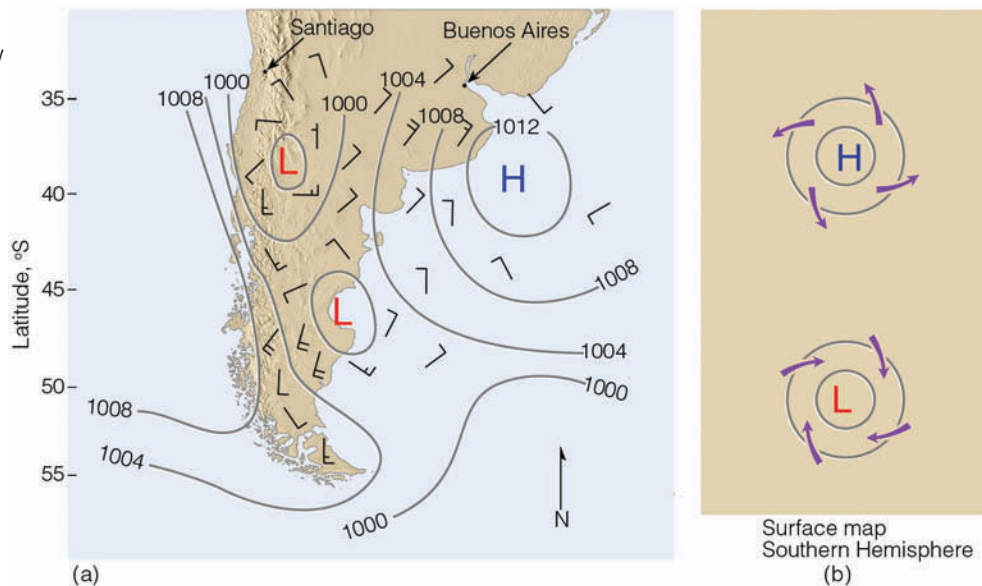 Santiago
Buenos Aires
1000
1008
1004
1000
1008
1012
35
L
H
H
40
Latitude, ºS
45
1008
L
1004
L
50
1000
1008
1004
55
1000
N
Surface map
Southern Hemisphere
(a)
(b)